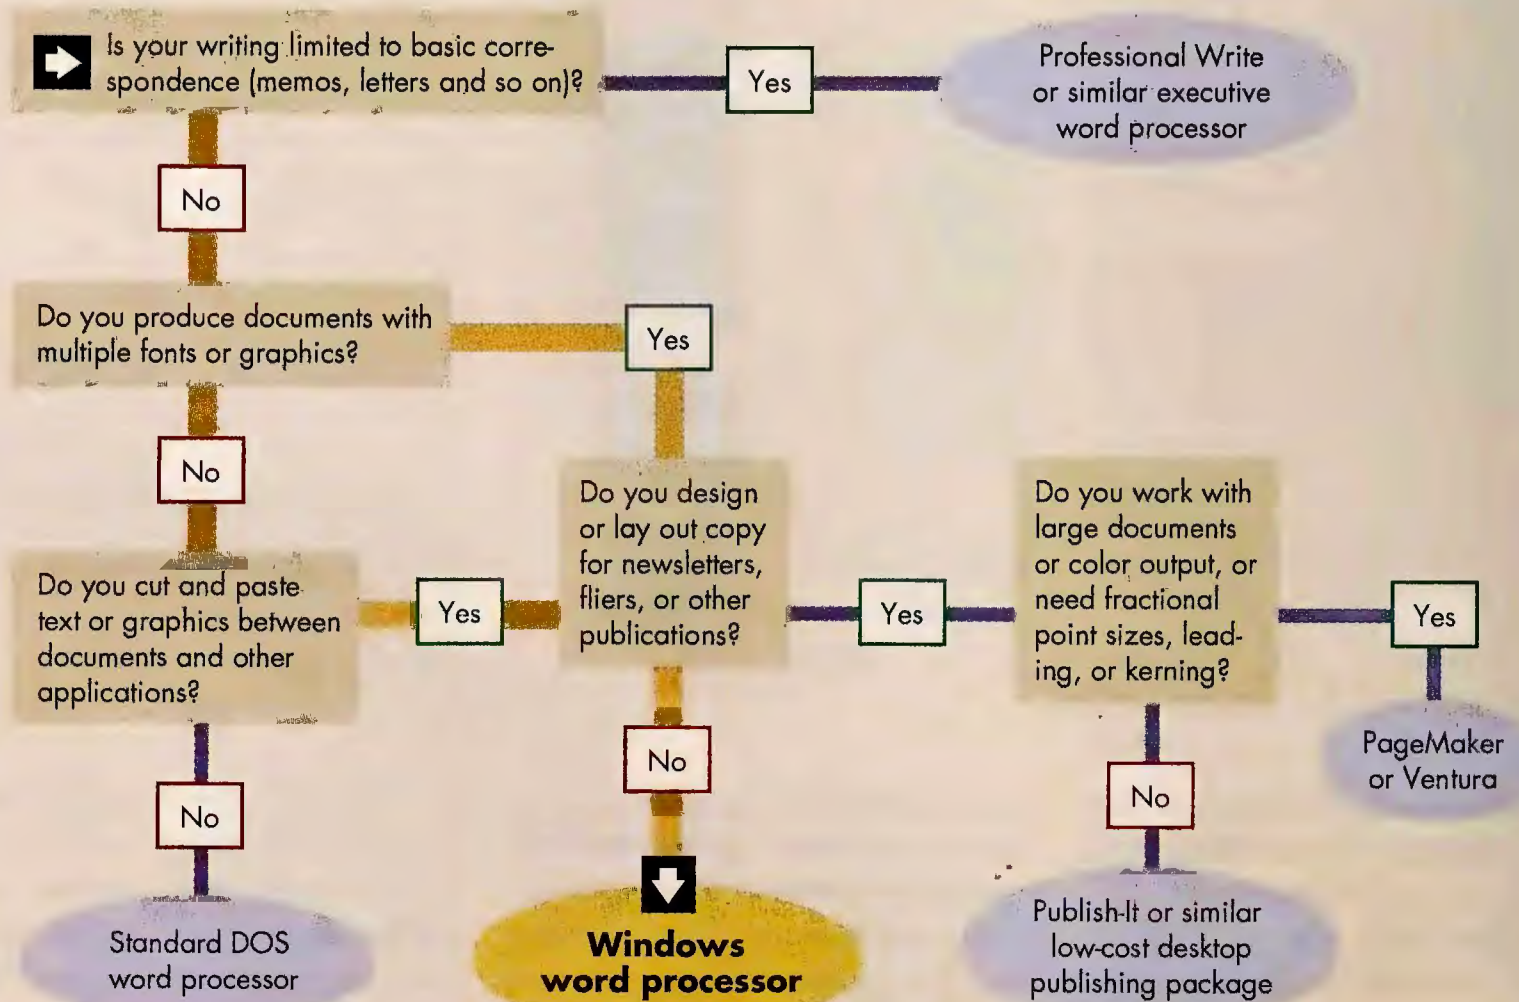 Is your writing limited to basic corre-
spondence (memos, letters and so on)?
Yes
Professional Write
or similar executive
word processor
No
Do you produce documents with
multiple fonts or graphics?
Yes
No
Do you cut and paste
text or graphics between
documents and other
applications?
Yes
Do you design
or lay out copy
for newsletters,
fliers, or other
publications?
Yes
Do you work with
large documents
or color output, or
need fractional
point sizes, lead-
ing, or kerning?
Yes
PageMaker
or Ventura
No
No
No
Standard DOS
word processor
Windows
word processor
Publish-It or similar
low-cost desktop
publishing package